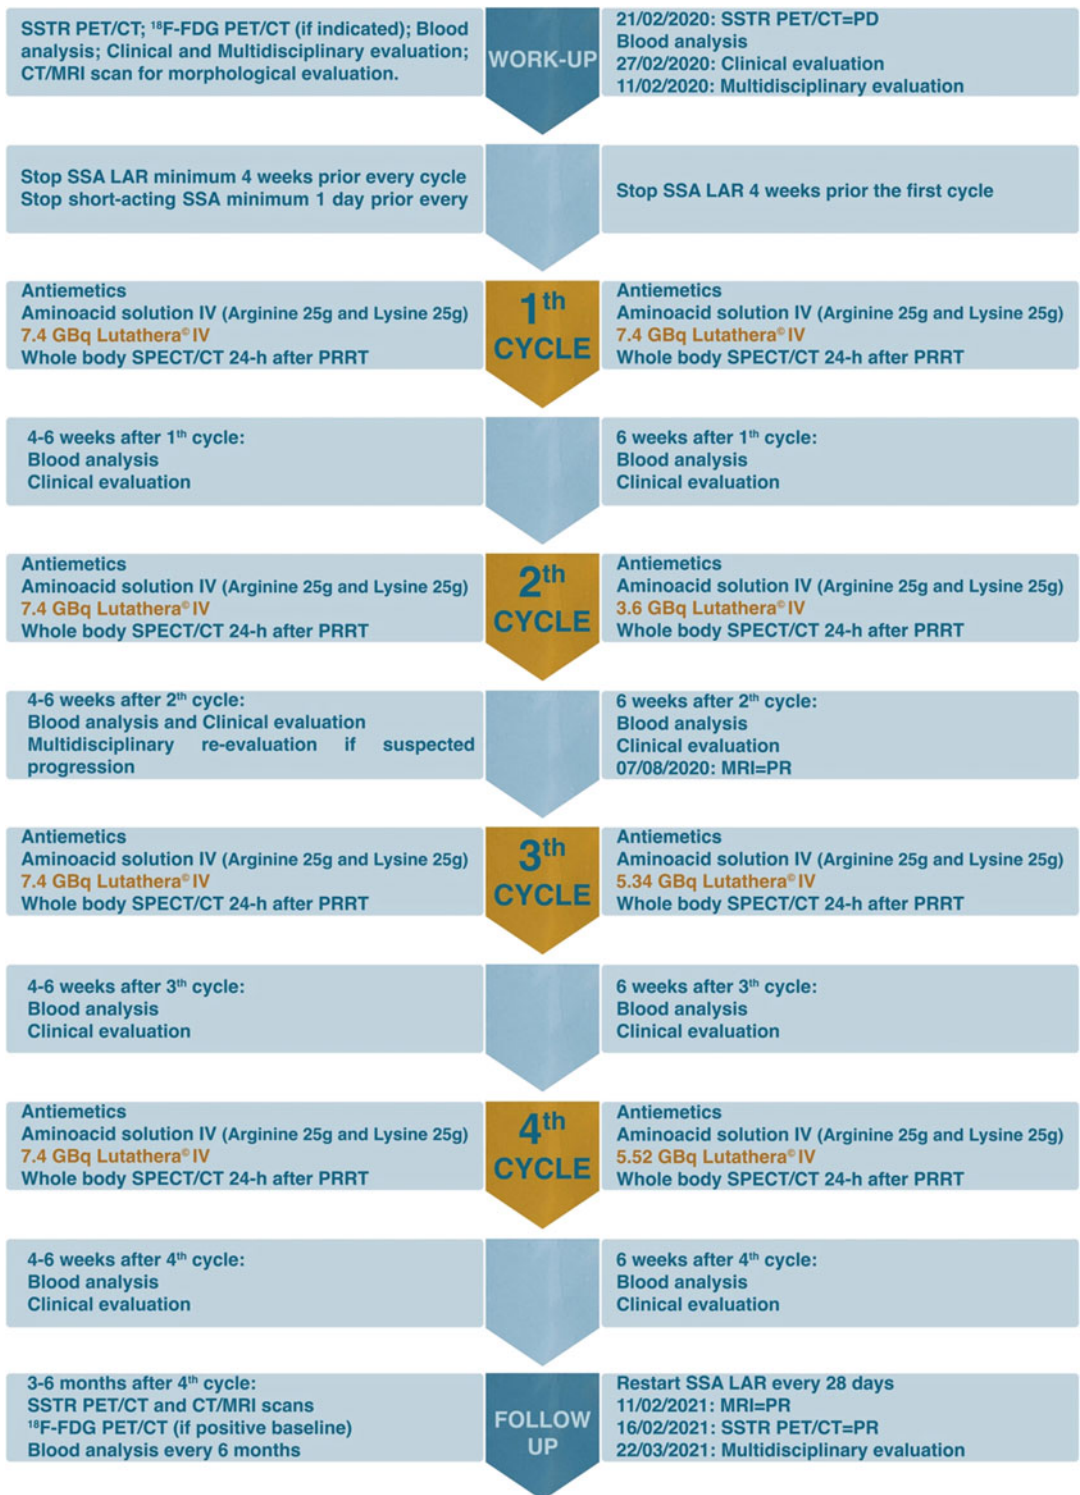 SSTR PET/CT; ¹⁸F-FDG PET/CT (if indicated); Blood
analysis; Clinical and Multidisciplinary evaluation;
CT/MRI scan for morphological evaluation.
WORK-UP
21/02/2020: SSTR PET/CT=PD
Blood analysis
27/02/2020: Clinical evaluation
11/02/2020: Multidisciplinary evaluation
Stop SSA LAR minimum 4 weeks prior every cycle
Stop short-acting SSA minimum 1 day prior every
Stop SSA LAR 4 weeks prior the first cycle
Antiemetics
Aminoacid solution IV (Arginine 25g and Lysine 25g)
7.4 GBq Lutathera© IV
Whole body SPECT/CT 24-h after PRRT
1th
CYCLE
Antiemetics
Aminoacid solution IV (Arginine 25g and Lysine 25g)
7.4 GBq Lutathera© IV
Whole body SPECT/CT 24-h after PRRT
4-6 weeks after 1th cycle:
Blood analysis
Clinical evaluation
6 weeks after 1th cycle:
Blood analysis
Clinical evaluation
Antiemetics
Aminoacid solution IV (Arginine 25g and Lysine 25g)
7.4 GBq Lutathera© IV
Whole body SPECT/CT 24-h after PRRT
2th
CYCLE
Antiemetics
Aminoacid solution IV (Arginine 25g and Lysine 25g)
3.6 GBq Lutathera© IV
Whole body SPECT/CT 24-h after PRRT
4-6 weeks after 2th cycle:
Blood analysis and Clinical evaluation
Multidisciplinary re-evaluation if suspected
progression
6 weeks after 2th cycle:
Blood analysis
Clinical evaluation
07/08/2020: MRI=PR
Antiemetics
Aminoacid solution IV (Arginine 25g and Lysine 25g)
7.4 GBq Lutathera© IV
Whole body SPECT/CT 24-h after PRRT
3th
CYCLE
Antiemetics
Aminoacid solution IV (Arginine 25g and Lysine 25g)
5.34 GBq Lutathera© IV
Whole body SPECT/CT 24-h after PRRT
4-6 weeks after 3th cycle:
Blood analysis
Clinical evaluation
6 weeks after 3th cycle:
Blood analysis
Clinical evaluation
Antiemetics
Aminoacid solution IV (Arginine 25g and Lysine 25g)
7.4 GBq Lutathera© IV
Whole body SPECT/CT 24-h after PRRT
4th
CYCLE
Antiemetics
Aminoacid solution IV (Arginine 25g and Lysine 25g)
5.52 GBq Lutathera© IV
Whole body SPECT/CT 24-h after PRRT
4-6 weeks after 4th cycle:
Blood analysis
Clinical evaluation
6 weeks after 4th cycle:
Blood analysis
Clinical evaluation
3-6 months after 4th cycle:
SSTR PET/CT and CT/MRI scans
¹⁸F-FDG PET/CT (if positive baseline)
Blood analysis every 6 months
FOLLOW
UP
Restart SSA LAR every 28 days
11/02/2021: MRI=PR
16/02/2021: SSTR PET/CT=PR
22/03/2021: Multidisciplinary evaluation